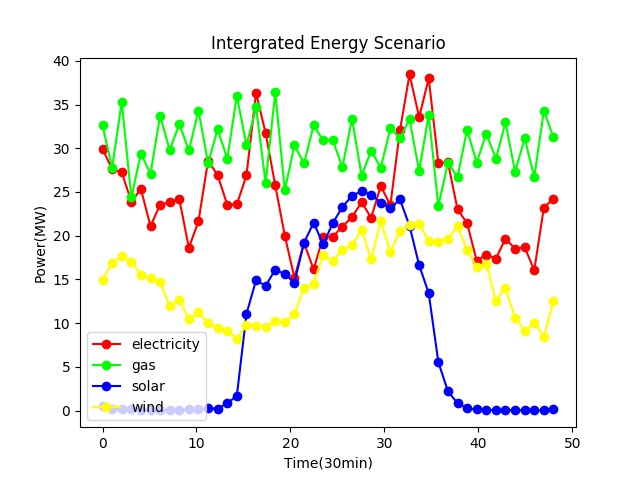 Intergrated Energy Scenario
Power(MW)
40
35
30
25
20
15
10
5
0
electricity
gas
solar
wind
0 10 20 30 40 50
Time(30min)